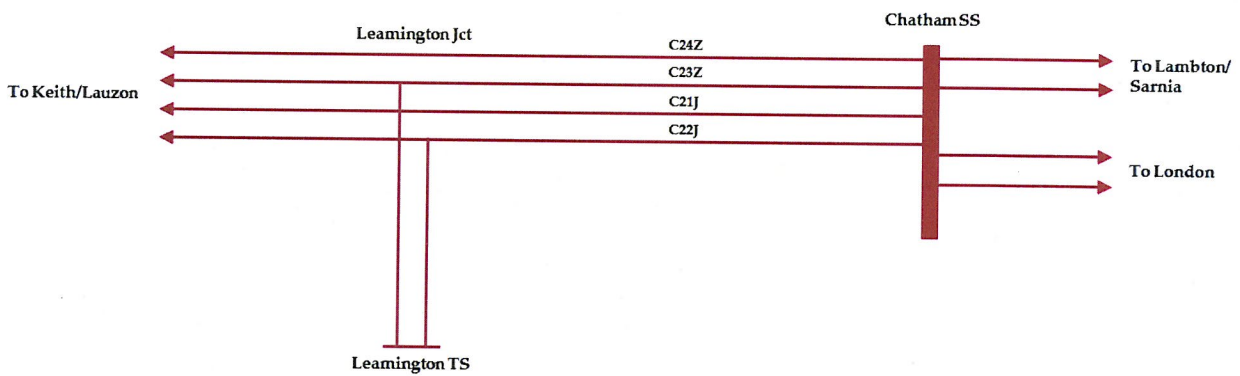 Chatham SS
Leamington Jct
C24Z
To Keith/Lauzon
C23Z
C21J
C22J
To Lambton/
Sarnia
To London
Leamington TS